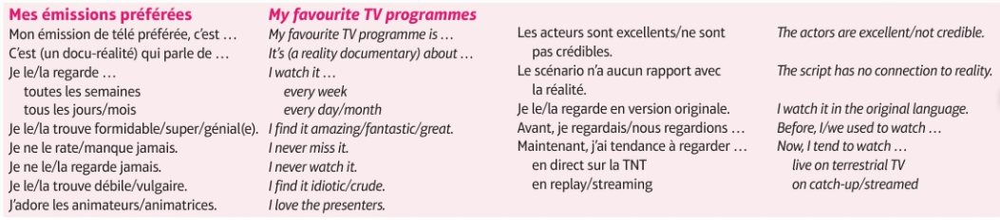 Mes émissions préférées
My favourite TV programmes
Mon émission de télé préférée, c'est …
My favourite TV programme is …
C'est (un docu-réalité) qui parle de …
It's (a reality documentary) about …
Je le/la regarde …
I watch it …
toutes les semaines
every week
tous les jours/mois
every day/month
Je le/la trouve formidable/super/génial(e).
I find it amazing/fantastic/great.
Je ne le rate/manque jamais.
I never miss it.
Je ne le/la regarde jamais.
I never watch it.
Je le/la trouve débile/vulgaire.
I find it idiotic/crude.
J'adore les animateurs/animatrices.
I love the presenters.
Les acteurs sont excellents/ne sont
pas crédibles.
The actors are excellent/not credible.
Le scénario n'a aucun rapport avec
la réalité.
The script has no connection to reality.
Je le/la regarde en version originale.
I watch it in the original language.
Avant, je regardais/nous regardions …
Before, I/we used to watch …
Maintenant, j'ai tendance à regarder …
Now, I tend to watch …
en direct sur la TNT
live on terrestrial TV
en replay/streaming
on catch-up/streamed